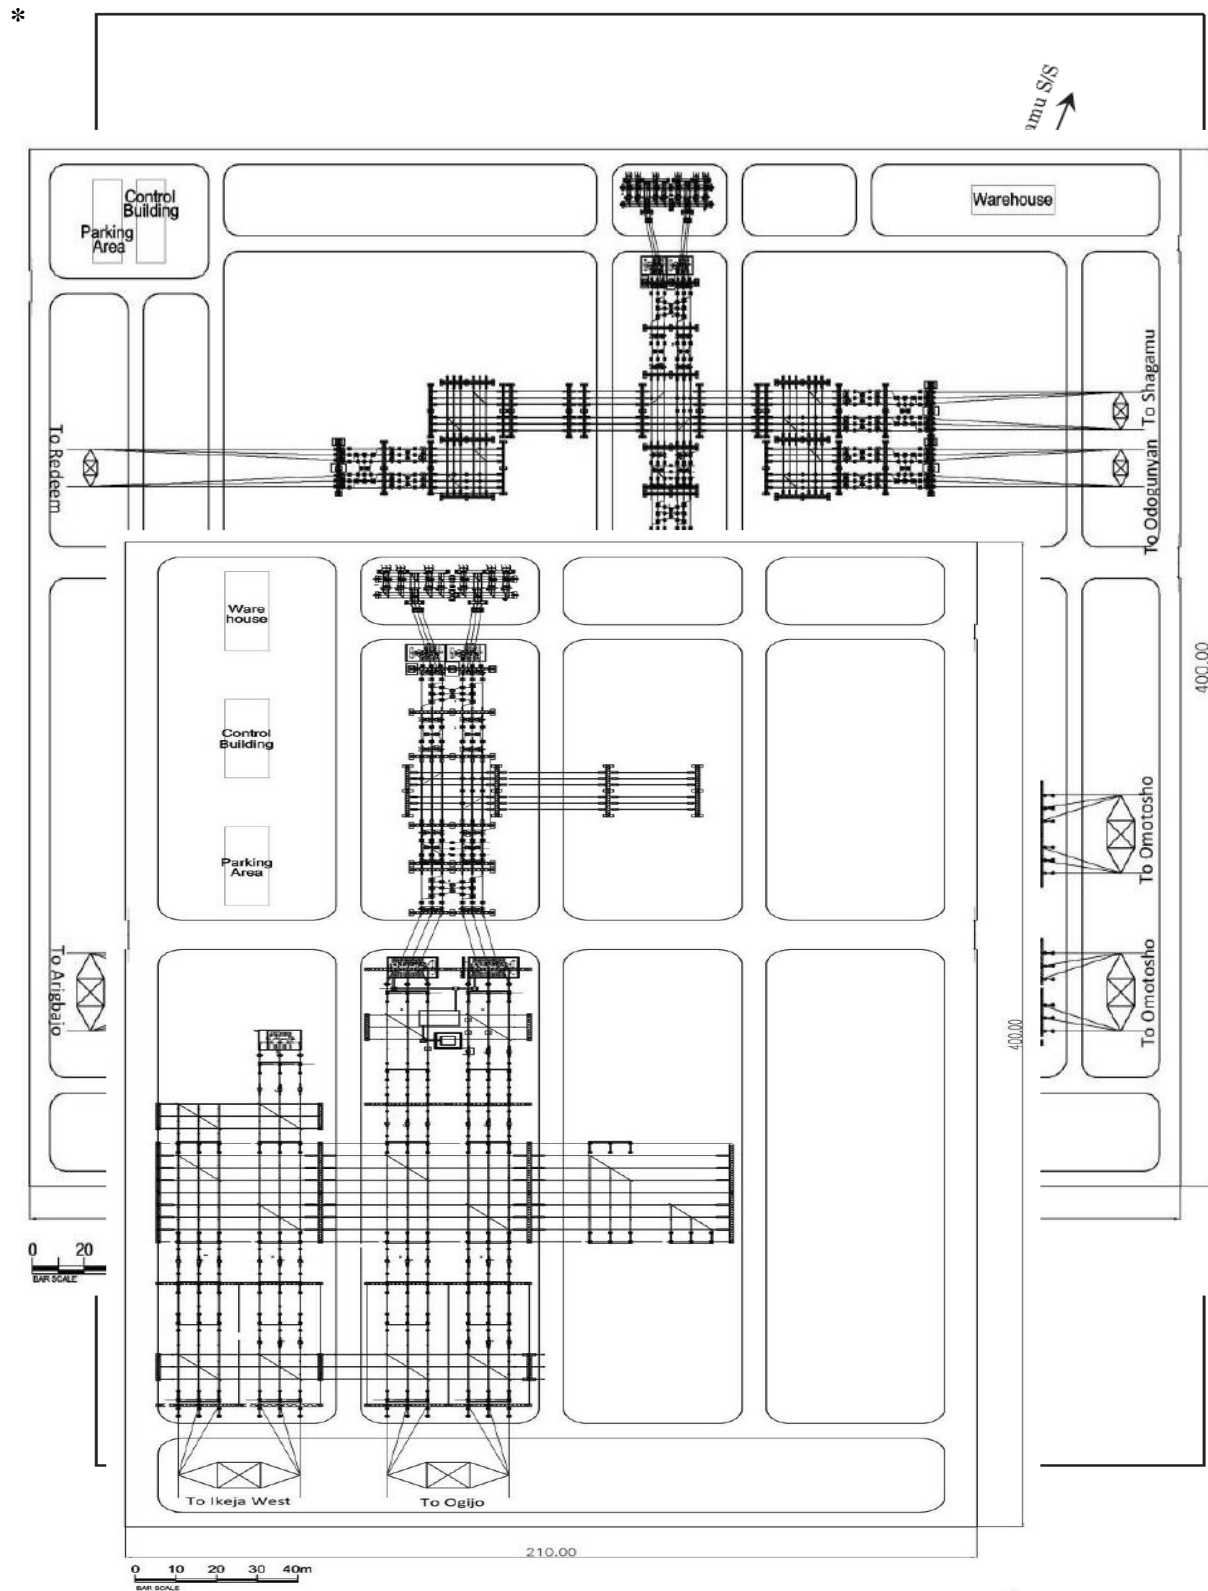 *
amu S/S
Control
Building
Parking
Area
Warehouse
To Shagamu
To Redeem
To Odogunyan
Ware
house
400.00
Control
Building
To Omotosho
Parking
Area
To Arigbajo
To Omotosho
400.00
0 20
BAR SCALE
To Ikeja West
To Ogijo
210.00
0 10 20 30 40m
BAR SCALE